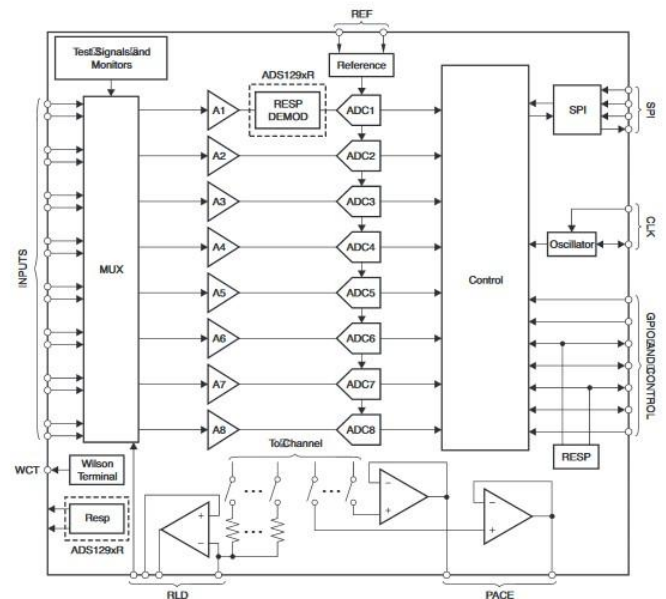 REF
Test Signals and
Monitors
Reference
ADS129xR
RESP
DEMOD
A1
ADC1
SPI
SPI
A2
ADC2
A3
ADC3
CLK
Oscillator
A4
ADC4
INPUTS
MUX
Control
A5
ADC5
A6
ADC6
GPIO AND CONTROL
A7
ADC7
A8
ADC8
To Channel
RESP
WCT
Wilson
Terminal
Resp
ADS129xR
+
−
−
+
−
+
RLD
PACE